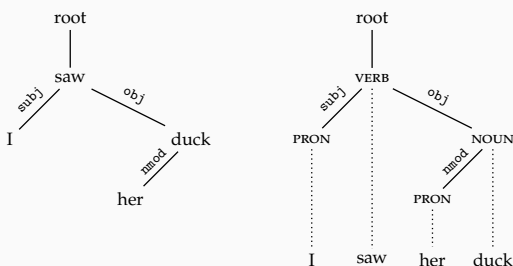 root root
saw VERB
subj obj subj obj
I duck PRON NOUN
nmod nmod
her PRON
I saw her duck